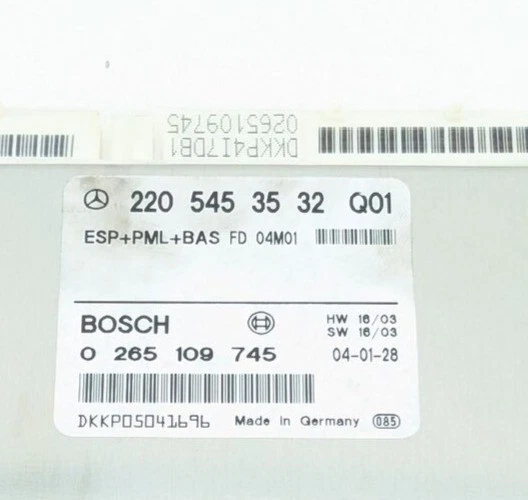 0265109745
DKKP4I7DB1
220 545 35 32 Q01
ESP+PML+BAS FD 04M01
BOSCH
HW 16/03
SW 16/03
0 265 109 745
04-01-28
DKKP05041696
Made in Germany
085